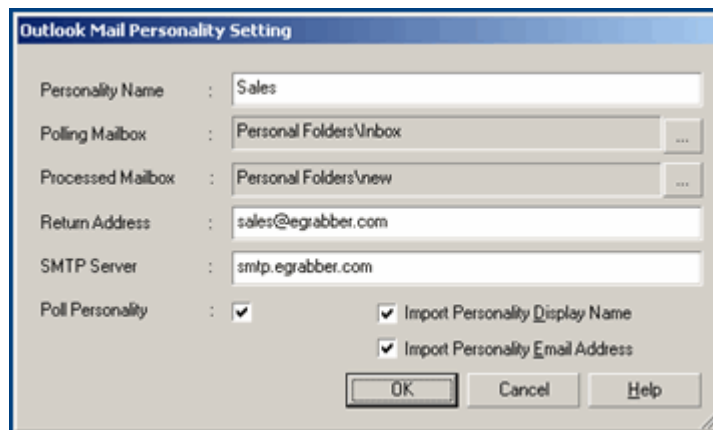 Outlook Mail Personality Setting
Personality Name : Sales
Polling Mailbox : Personal Folders\Inbox ...
Processed Mailbox : Personal Folders\new ...
Return Address : sales@egrabber.com
SMTP Server : smtp.egrabber.com
Poll Personality : Import Personality Display Name
Import Personality Email Address
OK Cancel Help